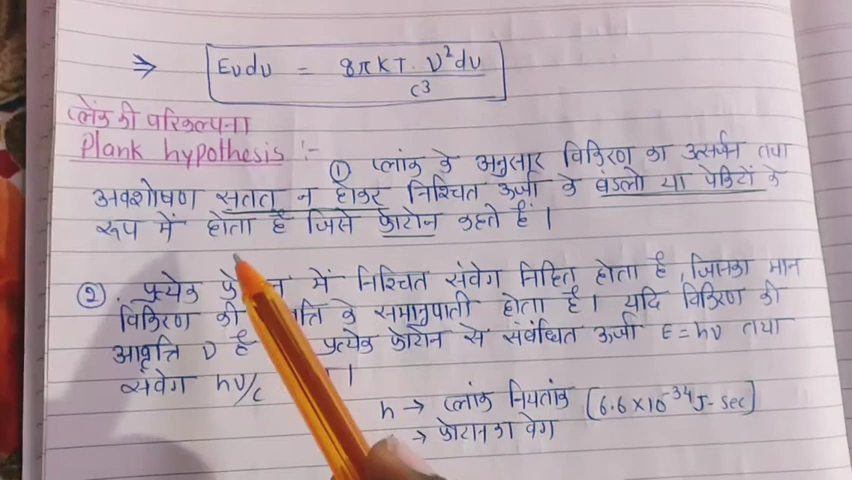 ⇒ Eνdν = 8πKT . ν²dν / c³
प्लेंक की परिकल्पना
Plank hypothesis :-
① प्लांक के अनुसार विकिरण का उत्सर्जन तथा
अवशोषण सतत न होकर निश्चित ऊर्जा के बंडलो या पेकिटों के
रूप में होता है जिसे फोटोन कहते हैं।
② . प्रत्येक में निश्चित संवेग निहित होता है, जिसका मान
विकिरण की के समानुपाती होता है। यदि विकिरण की
आवृत्ति ν है प्रत्येक फोटोन से संबंधित ऊर्जा E=hν तथा
संवेग hν/c ।
h → प्लांक नियतांक (6.6×10⁻³⁴J-sec)
→ फोटान का वेग